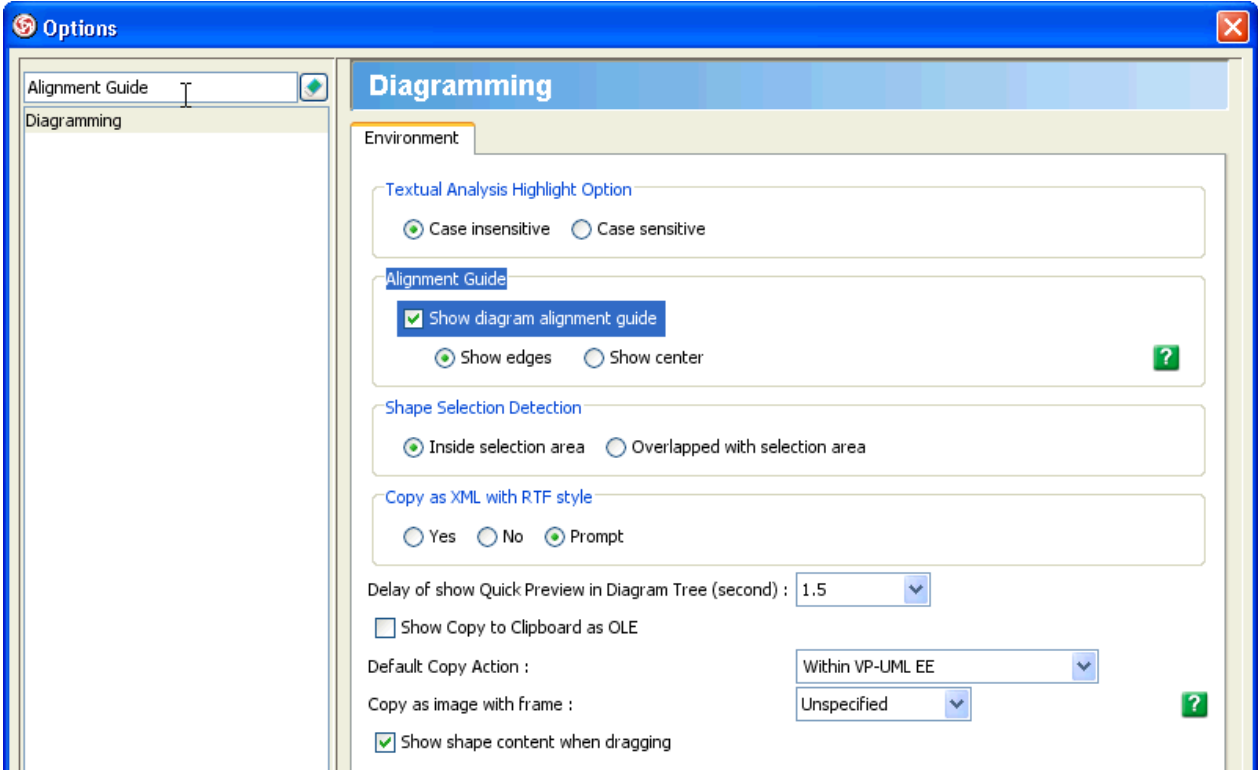 Options
Alignment Guide
Diagramming
Diagramming
Environment
Textual Analysis Highlight Option
Case insensitive Case sensitive
Alignment Guide
Show diagram alignment guide
Show edges Show center ?
Shape Selection Detection
Inside selection area Overlapped with selection area
Copy as XML with RTF style
Yes No Prompt
Delay of show Quick Preview in Diagram Tree (second) : 1.5
Show Copy to Clipboard as OLE
Default Copy Action : Within VP-UML EE
Copy as image with frame : Unspecified ?
Show shape content when dragging